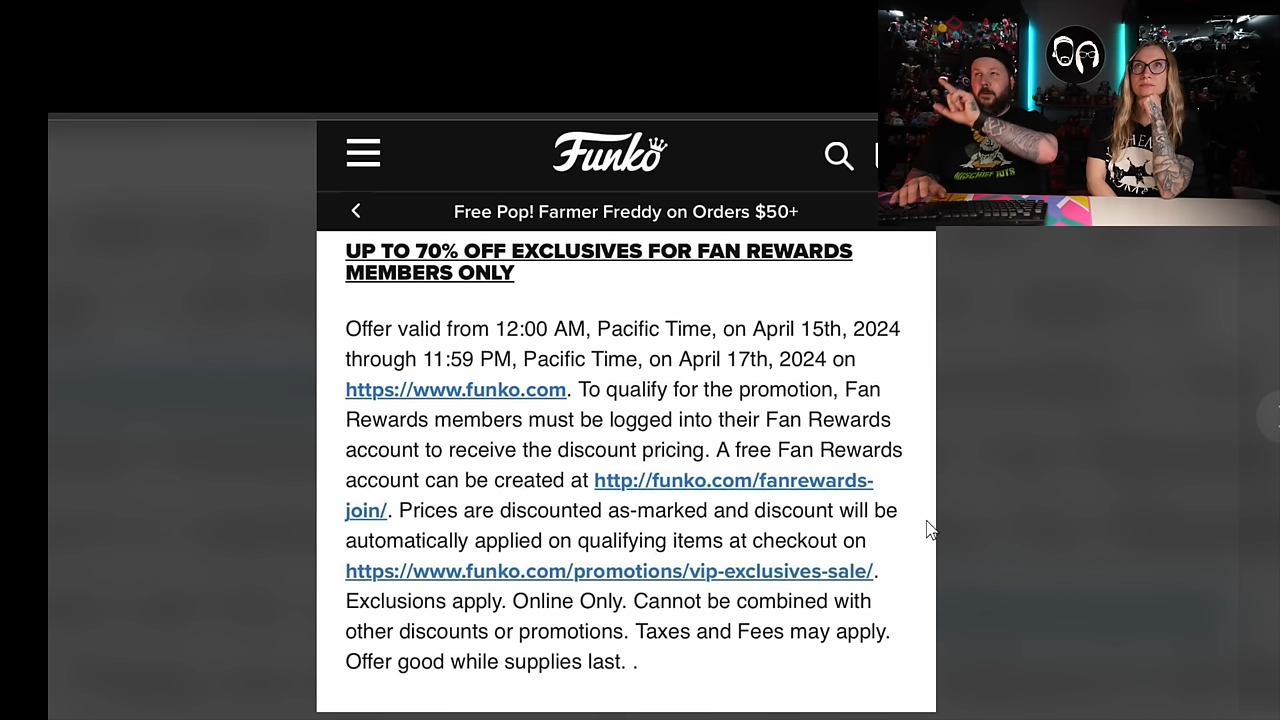 Funko
Free Pop! Farmer Freddy on Orders $50+
UP TO 70% OFF EXCLUSIVES FOR FAN REWARDS
MEMBERS ONLY
Offer valid from 12:00 AM, Pacific Time, on April 15th, 2024
through 11:59 PM, Pacific Time, on April 17th, 2024 on
https://www.funko.com. To qualify for the promotion, Fan
Rewards members must be logged into their Fan Rewards
account to receive the discount pricing. A free Fan Rewards
account can be created at http://funko.com/fanrewards-
join/. Prices are discounted as-marked and discount will be
automatically applied on qualifying items at checkout on
https://www.funko.com/promotions/vip-exclusives-sale/.
Exclusions apply. Online Only. Cannot be combined with
other discounts or promotions. Taxes and Fees may apply.
Offer good while supplies last. .